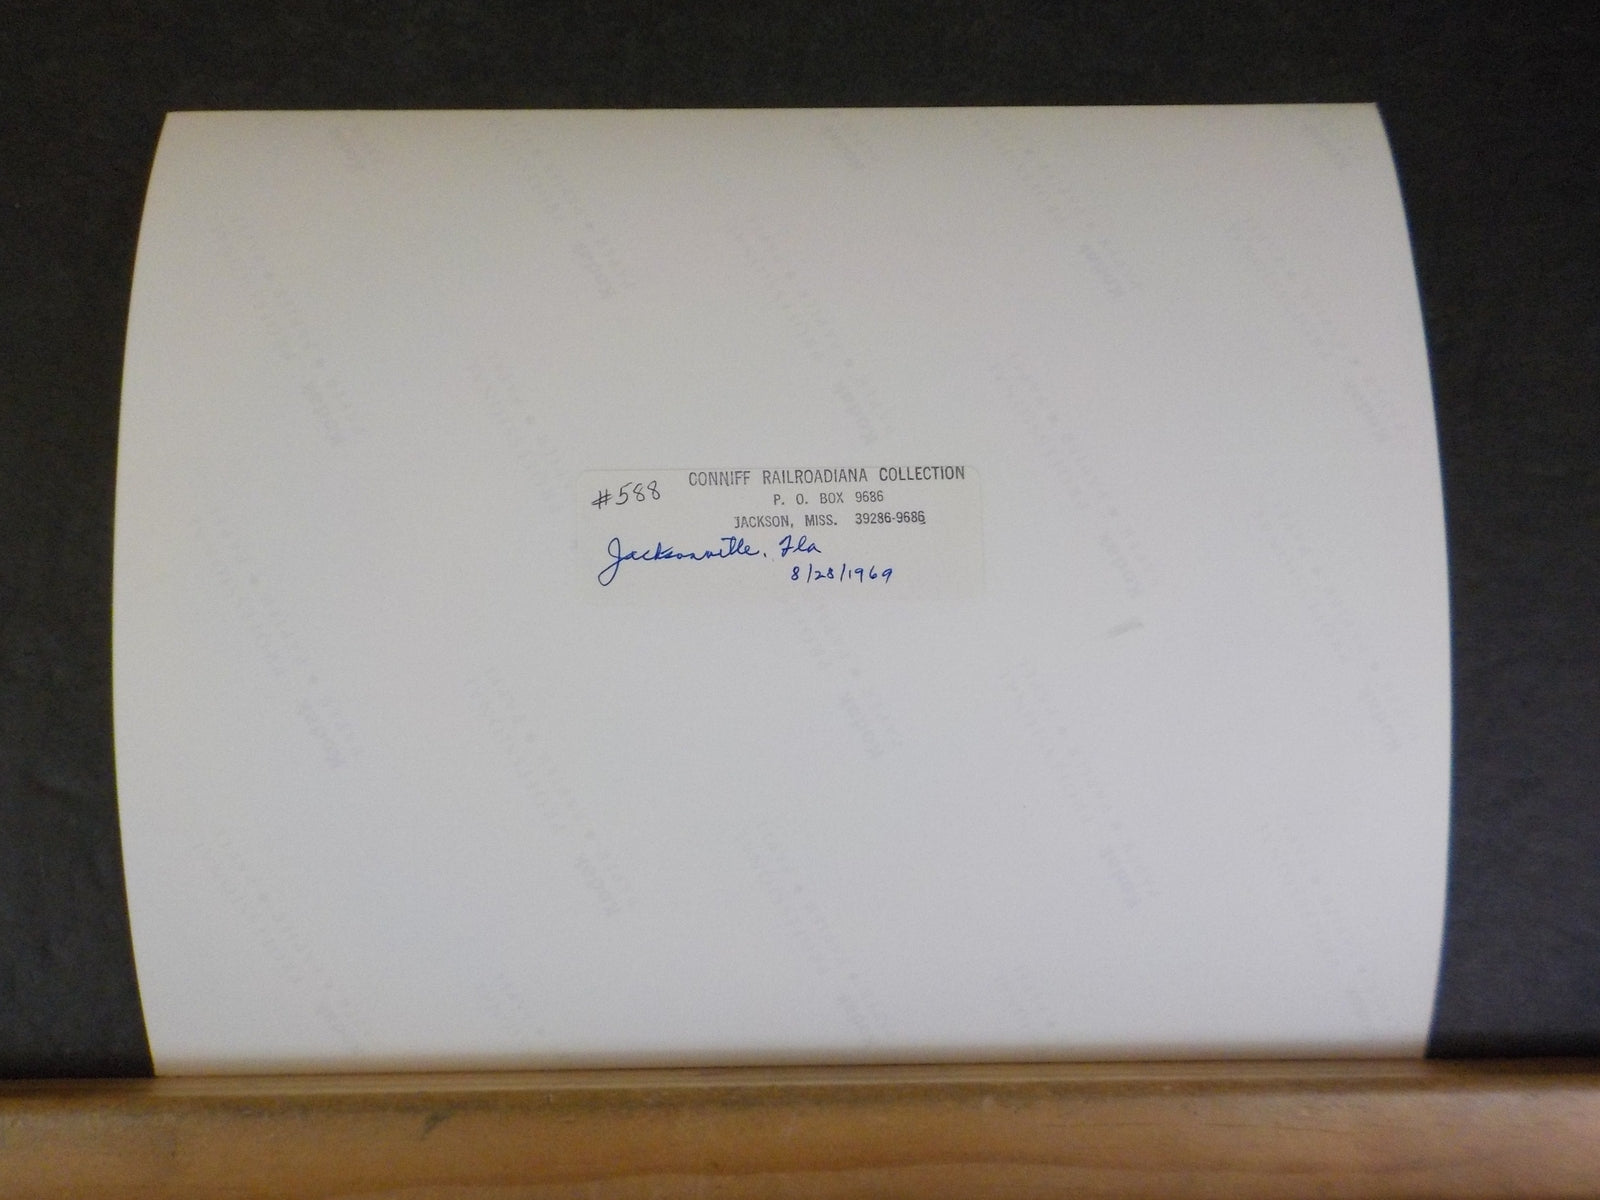 #588 CONNIFF RAILROADIANA COLLECTION
P. O. BOX 9686
JACKSON, MISS. 39286-9686
Jacksonville, Fla
8/28/1969